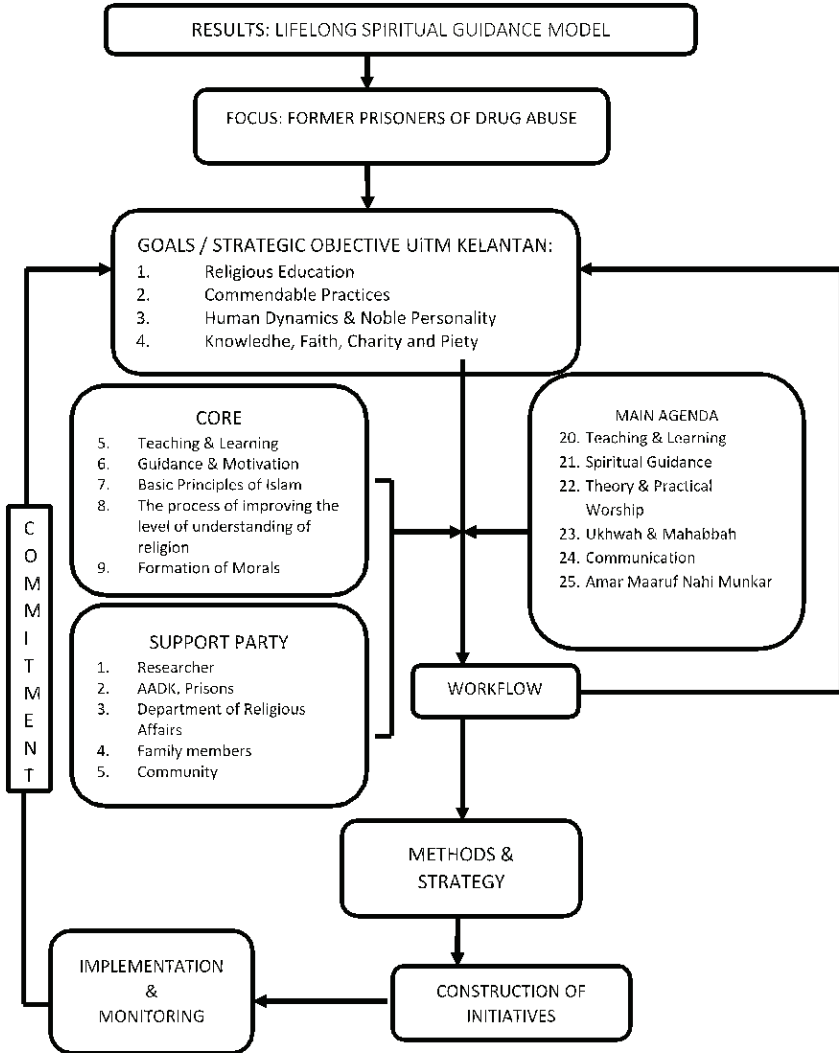 RESULTS: LIFELONG SPIRITUAL GUIDANCE MODEL
FOCUS: FORMER PRISONERS OF DRUG ABUSE
GOALS / STRATEGIC OBJECTIVE UiTM KELANTAN:
1. Religious Education
2. Commendable Practices
3. Human Dynamics & Noble Personality
4. Knowledhe, Faith, Charity and Piety
CORE
5. Teaching & Learning
6. Guidance & Motivation
7. Basic Principles of Islam
8. The process of improving the
level of understanding of
religion
9. Formation of Morals
MAIN AGENDA
20. Teaching & Learning
21. Spiritual Guidance
22. Theory & Practical
Worship
23. Ukhwah & Mahabbah
24. Communication
25. Amar Maaruf Nahi Munkar
COMMITMENT
SUPPORT PARTY
1. Researcher
2. AADK, Prisons
3. Department of Religious
Affairs
4. Family members
5. Community
WORKFLOW
METHODS &
STRATEGY
IMPLEMENTATION
&
MONITORING
CONSTRUCTION OF
INITIATIVES